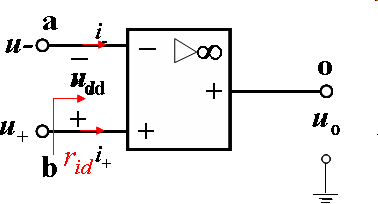 a
u- i- − ▷∞
−
u_dd + o
u+ + + u_o
b r_id i+